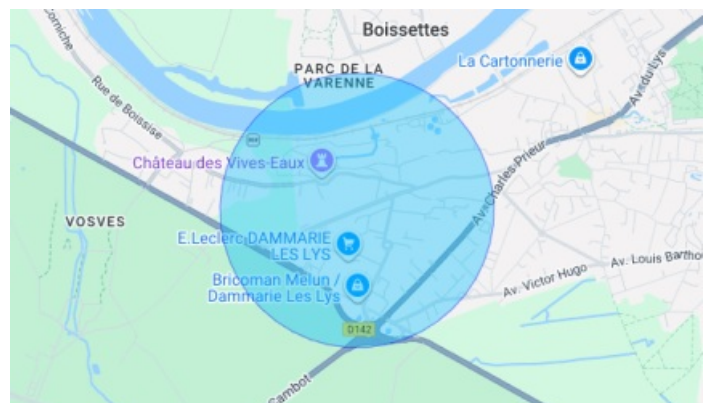 Corniche
Boissettes
La Cartonnerie
PARC DE LA
VARENNE
Av. du Lys
Rue de Boissise
Château des Vives-Eaux
Av. Charles Prieur
VOSVES
E.Leclerc DAMMARIE
LES LYS
Bricoman Melun /
Dammarie Les Lys
Av. Victor Hugo
Av. Louis Bartho
D142
Gambot